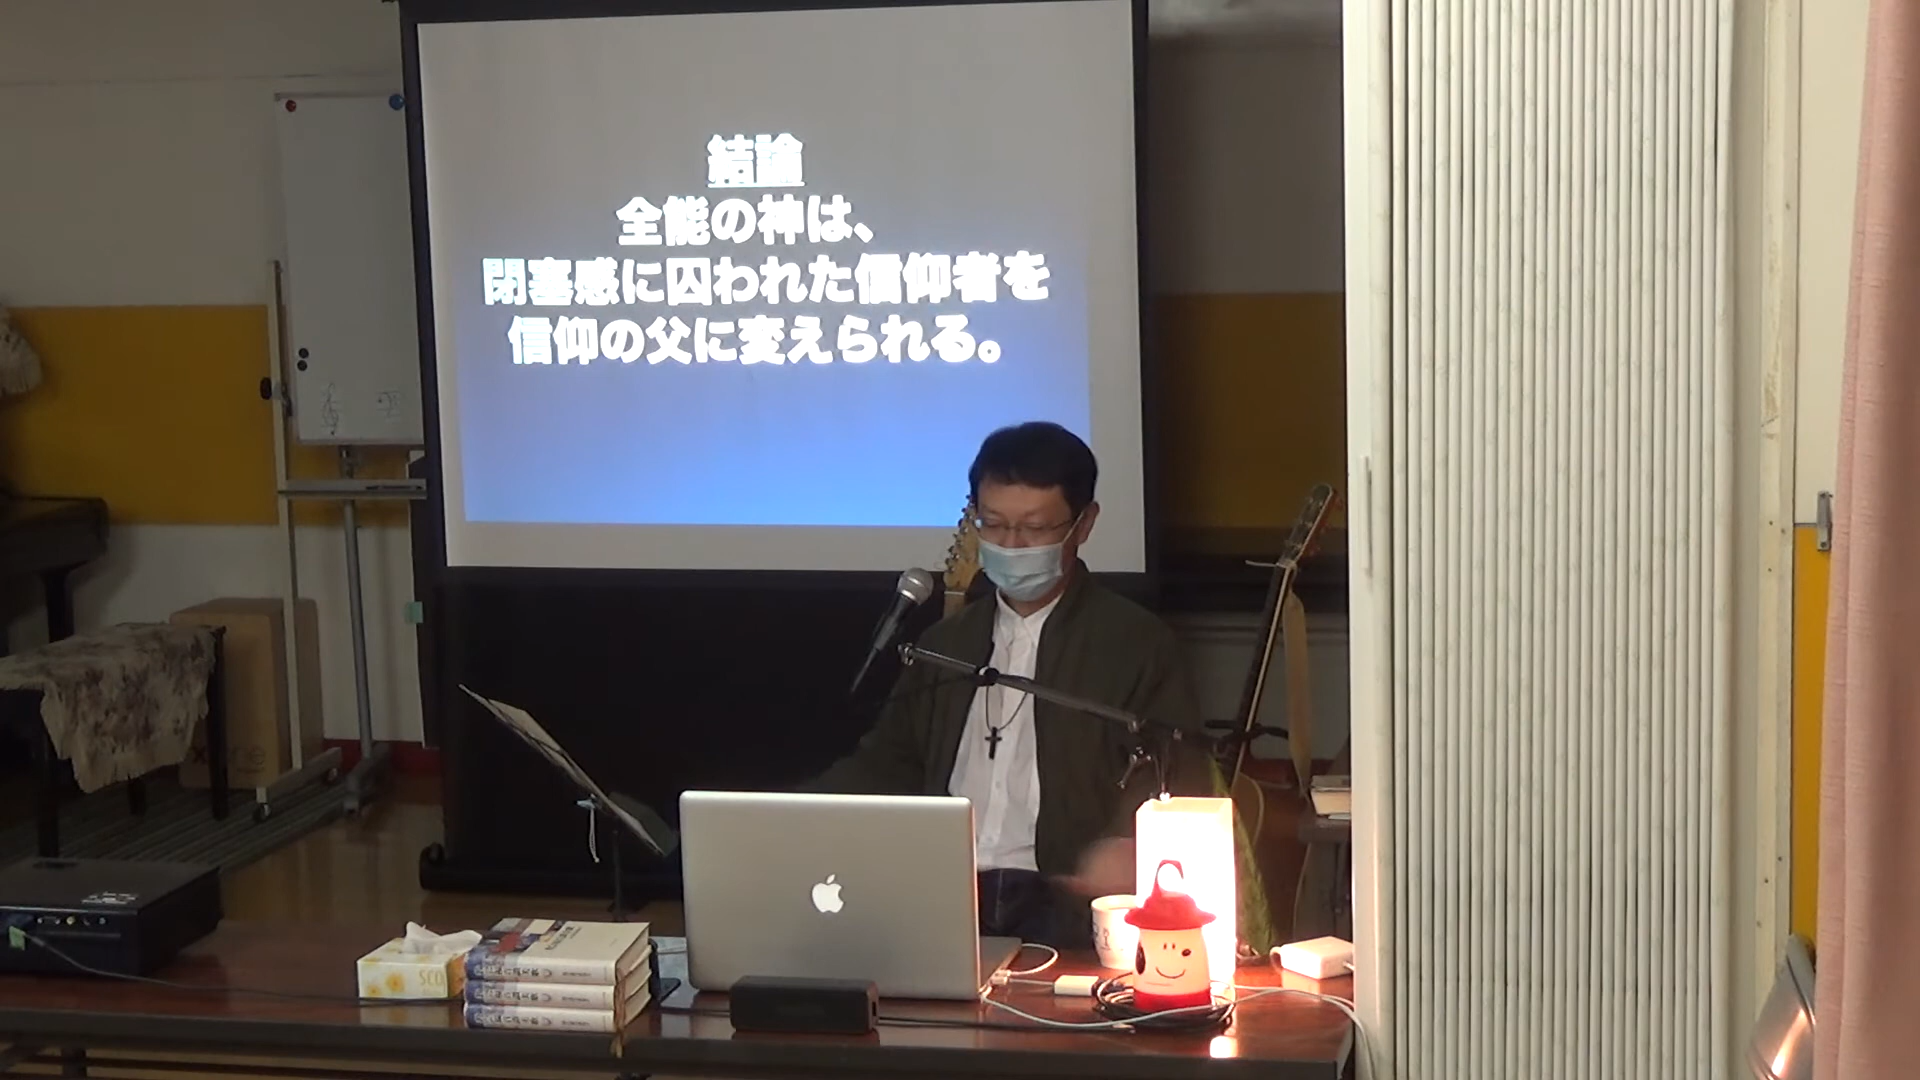 結論
全能の神は、
閉塞感に囚われた信仰者を
信仰の父に変えられる。